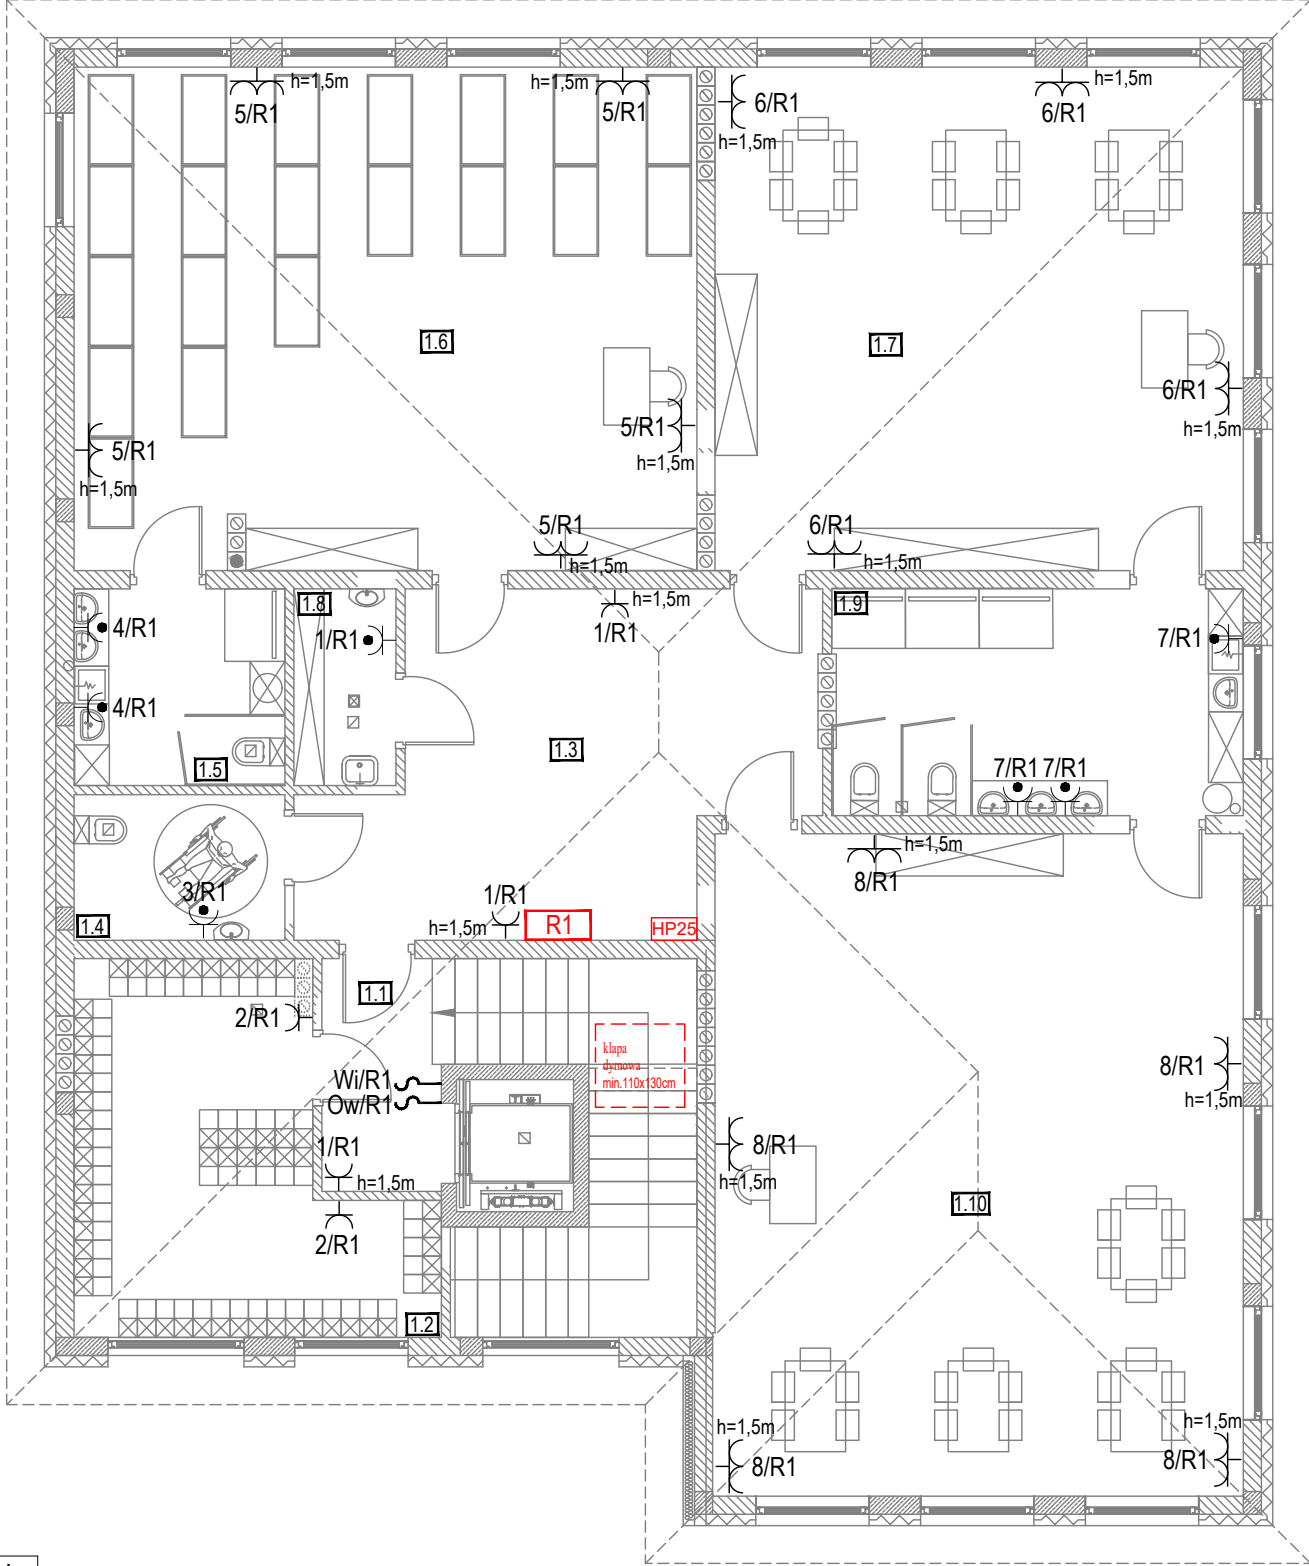 h=1,5m
5/R1
h=1,5m
5/R1
6/R1
h=1,5m
h=1,5m
6/R1
1.6
1.7
6/R1
h=1,5m
5/R1
h=1,5m
5/R1
h=1,5m
5/R1
h=1,5m
6/R1
h=1,5m
1.8
1.9
h=1,5m
1/R1
4/R1
1/R1
7/R1
4/R1
1.3
1.5
7/R1
7/R1
h=1,5m
8/R1
3/R1
1.4
1/R1
h=1,5m
R1
HP25
1.1
2/R1
klapa
dymowa
min.110x130cm
Wi/R1
Ow/R1
8/R1
h=1,5m
1/R1
h=1,5m
8/R1
h=1,5m
1.10
2/R1
1.2
h=1,5m
8/R1
h=1,5m
8/R1